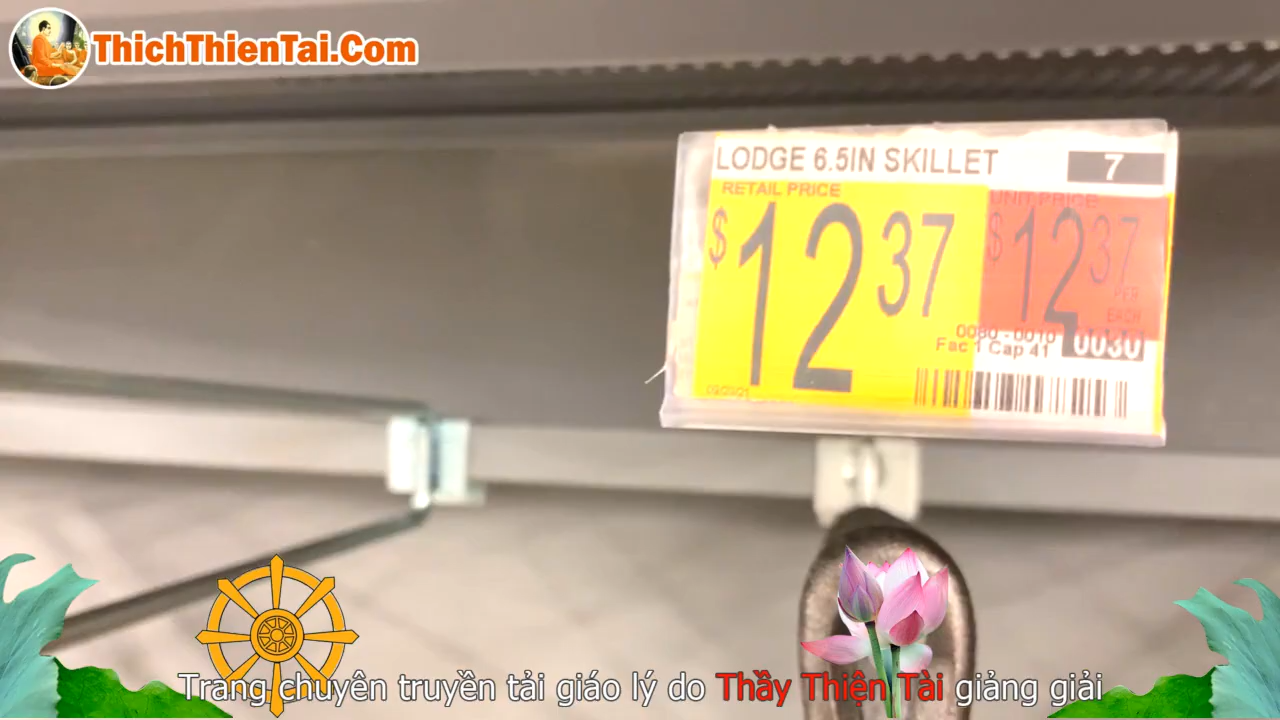 ThichThienTai.Com
LODGE 6.5IN SKILLET
7
RETAIL PRICE
$12 37
UNIT PRICE
$12 37
PER
EACH
0080 - 0010
Fac 1 Cap 41
0030
Trang chuyên truyền tải giáo lý do Thầy Thiện Tài giảng giải